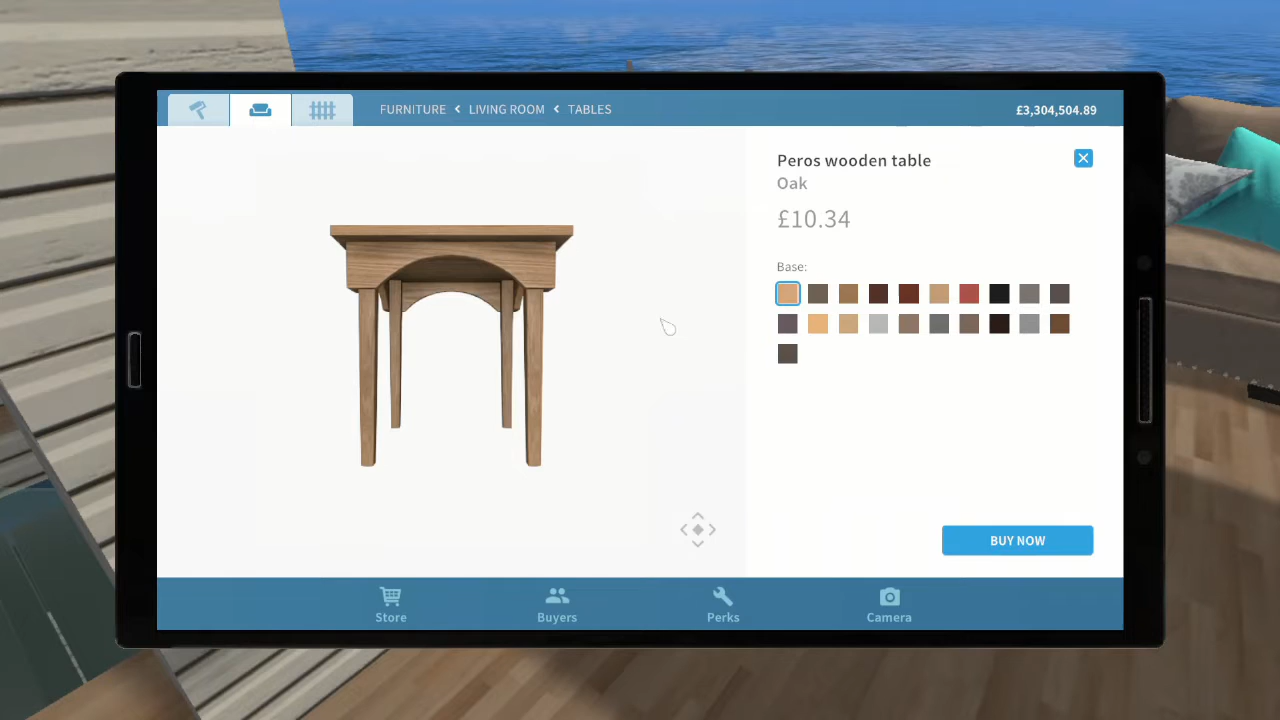 FURNITURE < LIVING ROOM < TABLES
£3,304,504.89
Peros wooden table
Oak
£10.34
Base:
BUY NOW
Store
Buyers
Perks
Camera